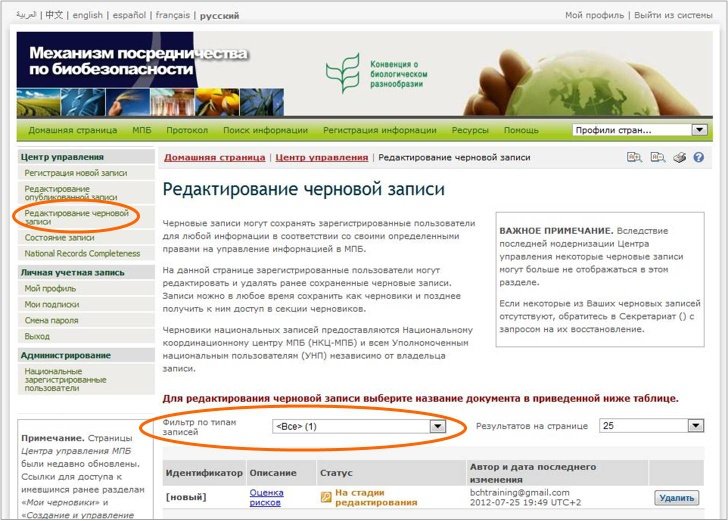 العربية | 中文 | english | español | français | русский
Мой профиль | Выйти из системы
Механизм посредничества
по биобезопасности
Конвенция о
биологическом
разнообразии
Домашняя страница МПБ Протокол Поиск информации Регистрация информации Ресурсы Помощь Профили стран...
Центр управления
Регистрация новой записи
Редактирование
опубликованной записи
Редактирование черновой
записи
Состояние записи
National Records Completeness
Личная учетная запись
Мой профиль
Мои подписки
Смена пароля
Выход
Администрирование
Национальные
зарегистрированные
пользователи
Примечание. Страницы
Центра управления МПБ
были недавно обновлены.
Ссылки для доступа к
имевшимся ранее разделам
«Мои черновики» и
«Создания и управление
Домашняя страница | Центр управления | Редактирование черновой записи
Редактирование черновой записи
Черновые записи могут сохранять зарегистрированные пользователи
для любой информации в соответствии со своими определенными
правами на управление информацией в МПБ.
На данной странице зарегистрированные пользователи могут
редактировать и удалять ранее сохраненные черновые записи.
Записи можно в любое время сохранить как черновики и позднее
получить к ним доступ в секции черновиков.
Черновики национальных записей предоставляются Национальному
координационному центру МПБ (НКЦ-МПБ) и всем Уполномоченным
национальным пользователям (УНП) независимо от владельца
записи.
ВАЖНОЕ ПРИМЕЧАНИЕ. Вследствие
последней модернизации Центра
управления некоторые черновые записи
могут больше не отображаться в этом
разделе.
Если некоторые из Ваших черновых записей
отсутствуют, обратитесь в Секретариат () с
запросом на их восстановление.
Для редактирования черновой записи выберите название документа в приведенной ниже таблице.
Фильтр по типам
записей
<Все> (1)
Результатов на странице 25
Идентификатор Описание Статус Автор и дата последнего
изменения
[новый] Оценка
рисков
На стадии
редактирования
bchtraining@gmail.com
2012-07-25 19:49 UTC+2
Удалить